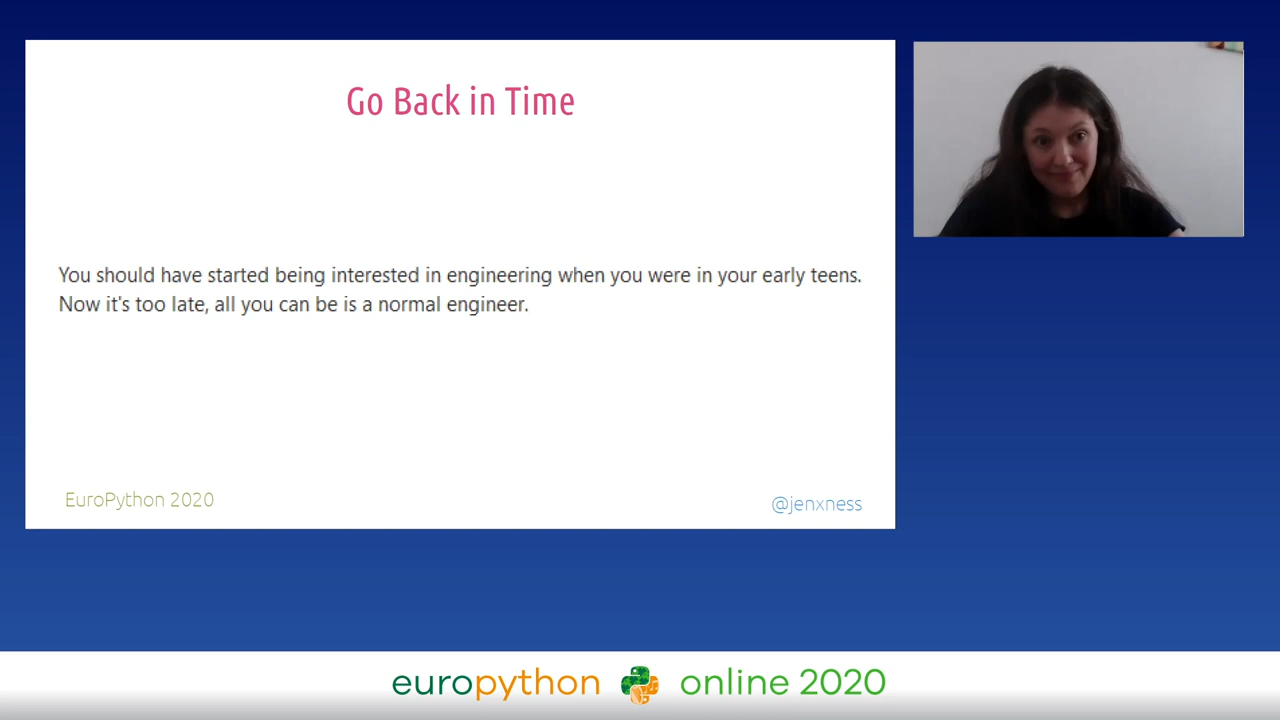 Go Back in Time
You should have started being interested in engineering when you were in your early teens.
Now it's too late, all you can be is a normal engineer.
EuroPython 2020
@jenxness
europython online 2020